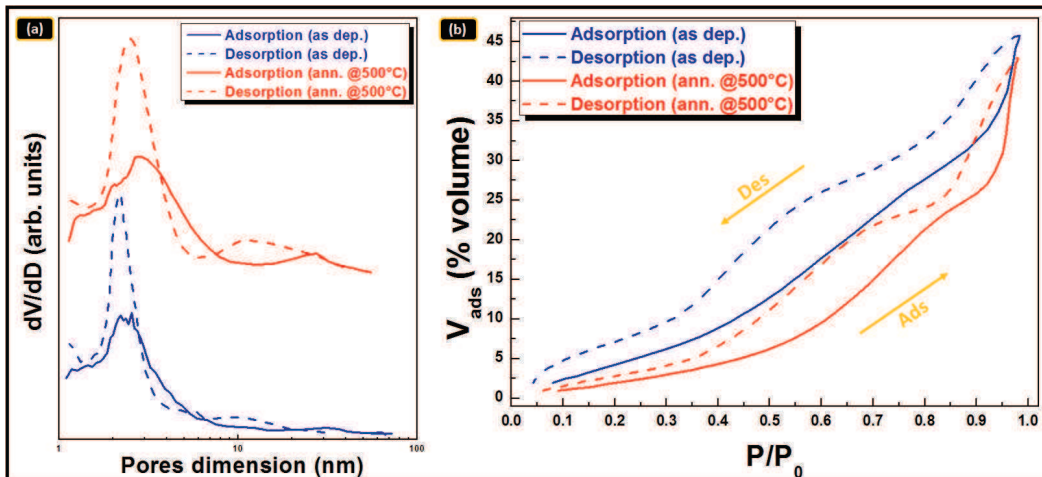 (a)
Adsorption (as dep.)
Desorption (as dep.)
Adsorption (ann. @500°C)
Desorption (ann. @500°C)
dV/dD (arb. units)
1
10
100
Pores dimension (nm)
(b)
Adsorption (as dep.)
Desorption (as dep.)
Adsorption (ann. @500°C)
Desorption (ann. @500°C)
Des
Ads
V_ads (% volume)
45
40
35
30
25
20
15
10
5
0
0.0 0.1 0.2 0.3 0.4 0.5 0.6 0.7 0.8 0.9 1.0
P/P₀